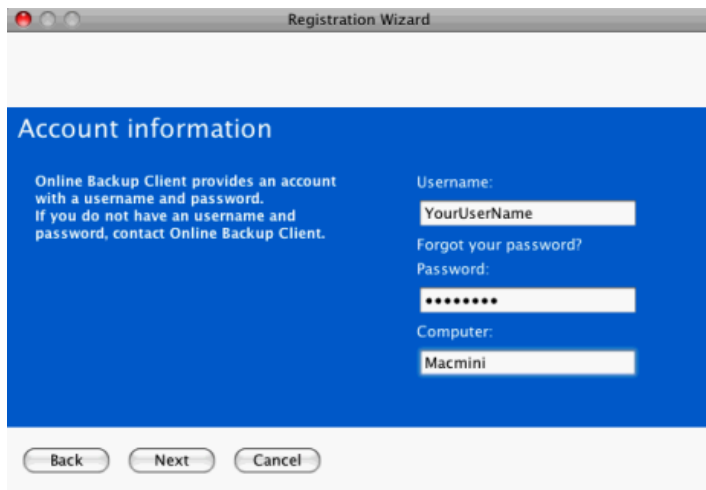 Registration Wizard
Account information
Online Backup Client provides an account
with a username and password.
If you do not have an username and
password, contact Online Backup Client.
Username:
YourUserName
Forgot your password?
Password:
••••••••
Computer:
Macmini
Back
Next
Cancel